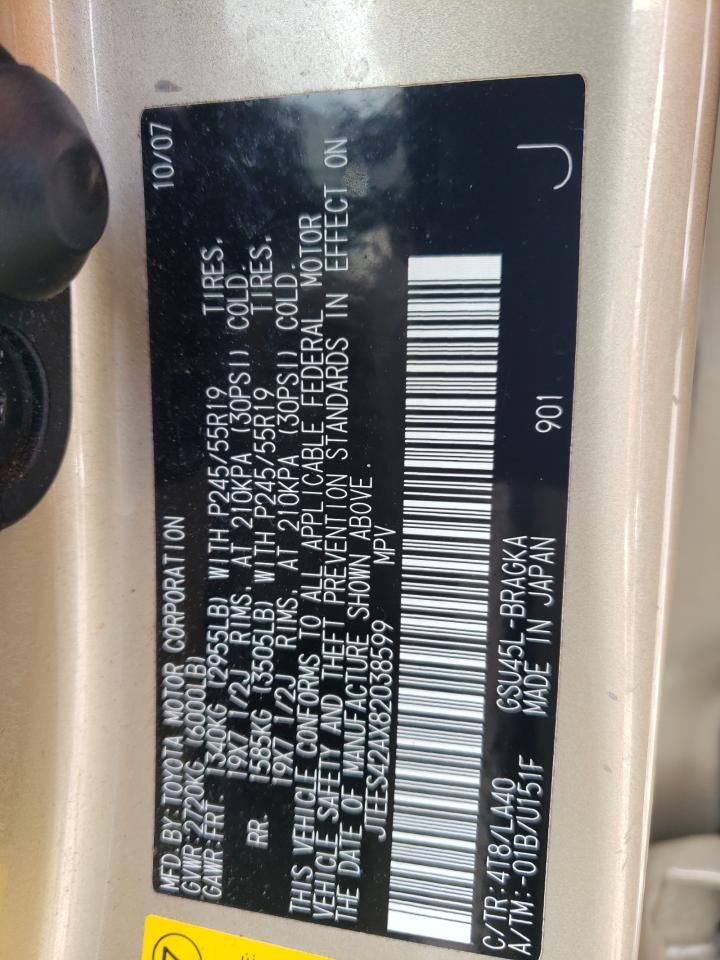 MFD.BY:TOYOTA MOTOR CORPORATION 10/07
GVWR:2720KG (6000LB)
GAWR:FRT 1340KG (2955LB) WITH P245/55R19 TIRES,
19X7 1/2J RIMS, AT 210KPA (30PSI) COLD.
RR 1585KG (3505LB) WITH P245/55R19 TIRES,
19X7 1/2J RIMS, AT 210KPA (30PSI) COLD.
THIS VEHICLE CONFORMS TO ALL APPLICABLE FEDERAL MOTOR
VEHICLE SAFETY AND THEFT PREVENTION STANDARDS IN EFFECT ON
THE DATE OF MANUFACTURE SHOWN ABOVE.
JTEES42AX82038599 MPV
C/TR:4T8/LA40 GSU45L-BRAGKA 901 J
A/TM:-01B/U151F MADE IN JAPAN